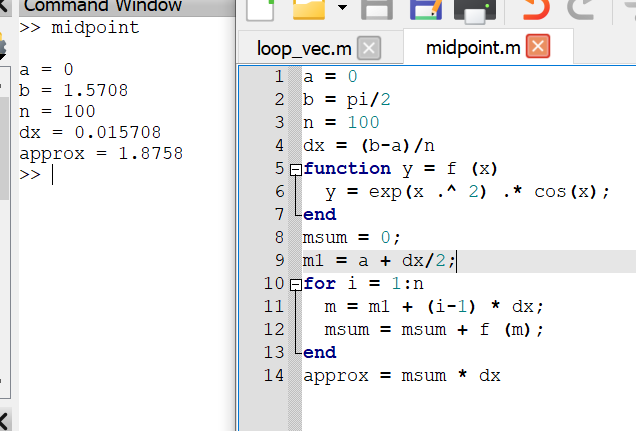 Command Window
>> midpoint
a = 0
b = 1.5708
n = 100
dx = 0.015708
approx = 1.8758
>>
loop_vec.m
midpoint.m
1 a = 0
2 b = pi/2
3 n = 100
4 dx = (b-a)/n
5 function y = f (x)
6 y = exp(x .^ 2) .* cos(x);
7 end
8 msum = 0;
9 m1 = a + dx/2;
10 for i = 1:n
11 m = m1 + (i-1) * dx;
12 msum = msum + f (m);
13 end
14 approx = msum * dx